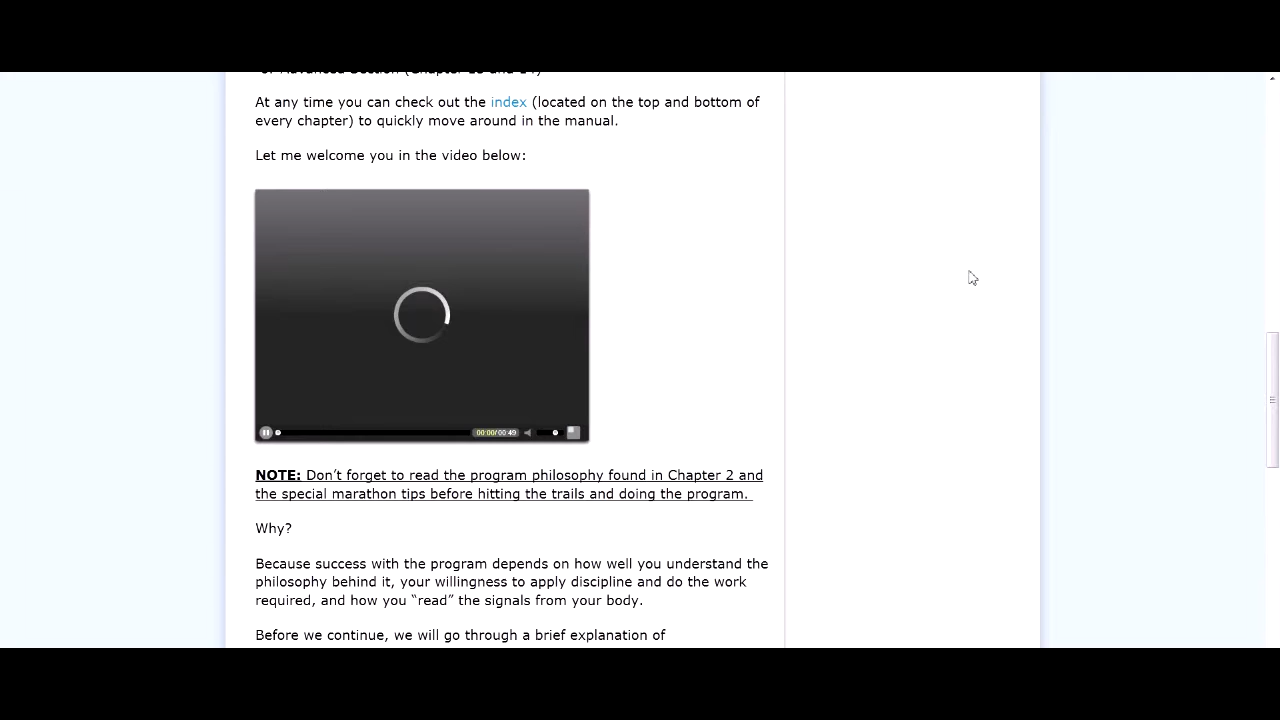 At any time you can check out the index (located on the top and bottom of
every chapter) to quickly move around in the manual.
Let me welcome you in the video below:
00:00/00:49
NOTE: Don’t forget to read the program philosophy found in Chapter 2 and
the special marathon tips before hitting the trails and doing the program.
Why?
Because success with the program depends on how well you understand the
philosophy behind it, your willingness to apply discipline and do the work
required, and how you “read” the signals from your body.
Before we continue, we will go through a brief explanation of